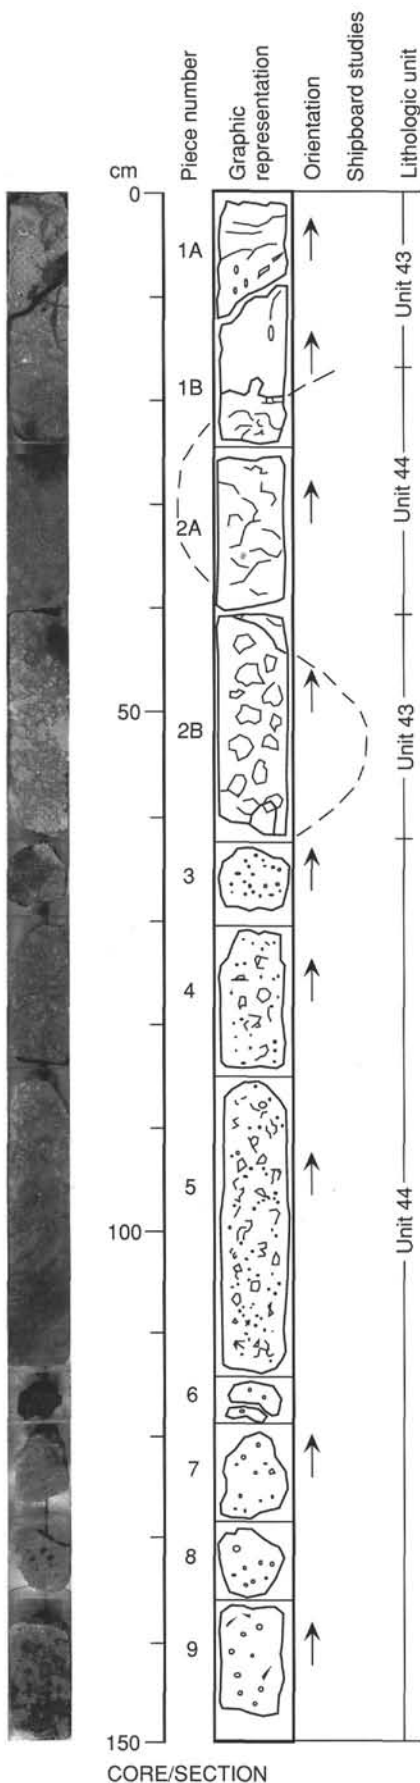 cm
Piece number
Graphic
representation
Orientation
Shipboard studies
Lithologic unit
0
1A
Unit 43
1B
Unit 44
2A
50
2B
Unit 43
3
4
5
100
Unit 44
6
7
8
9
150
CORE/SECTION